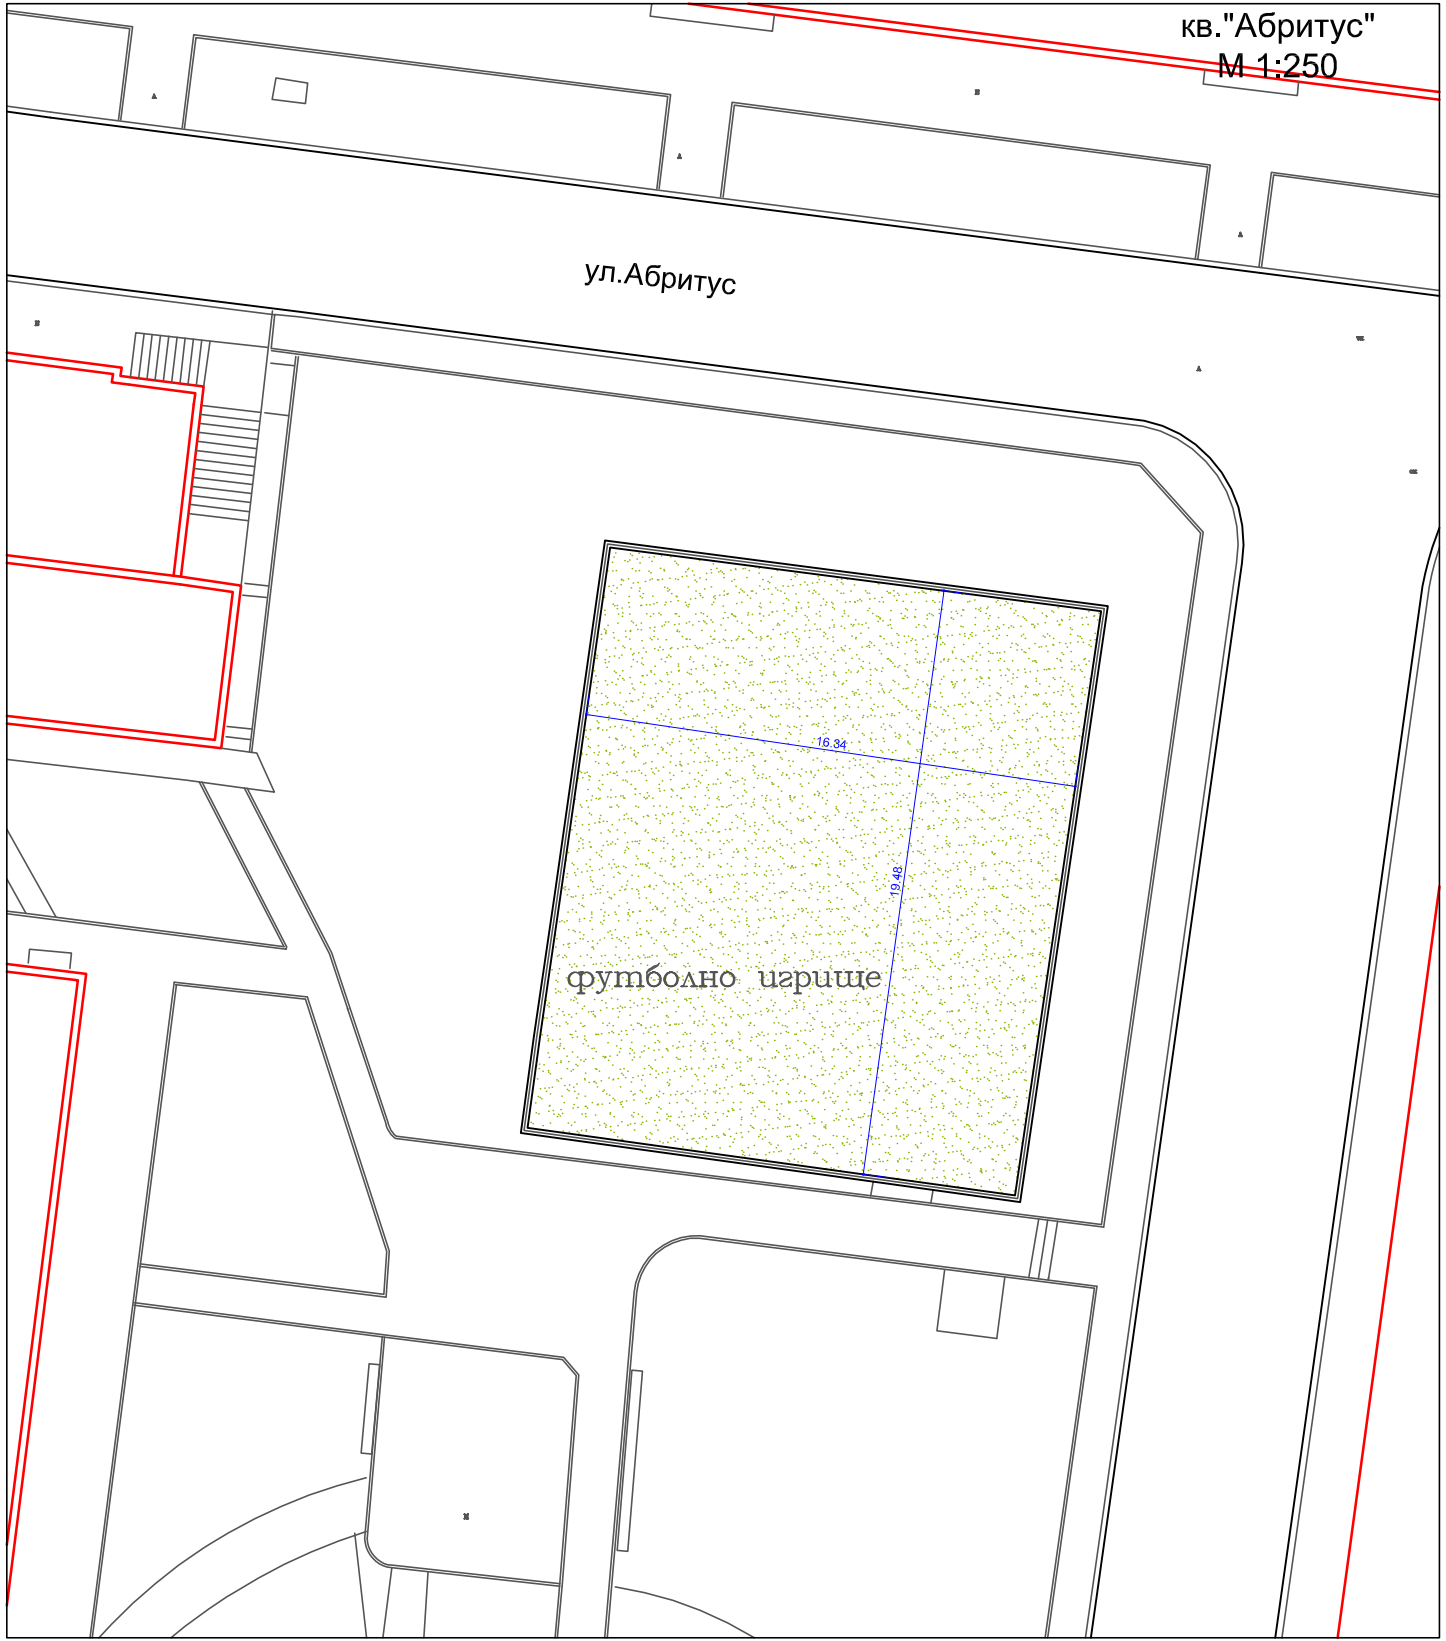 кв."Абритус"
М 1:250
ул.Абритус
16.34
19.48
футболно игрище